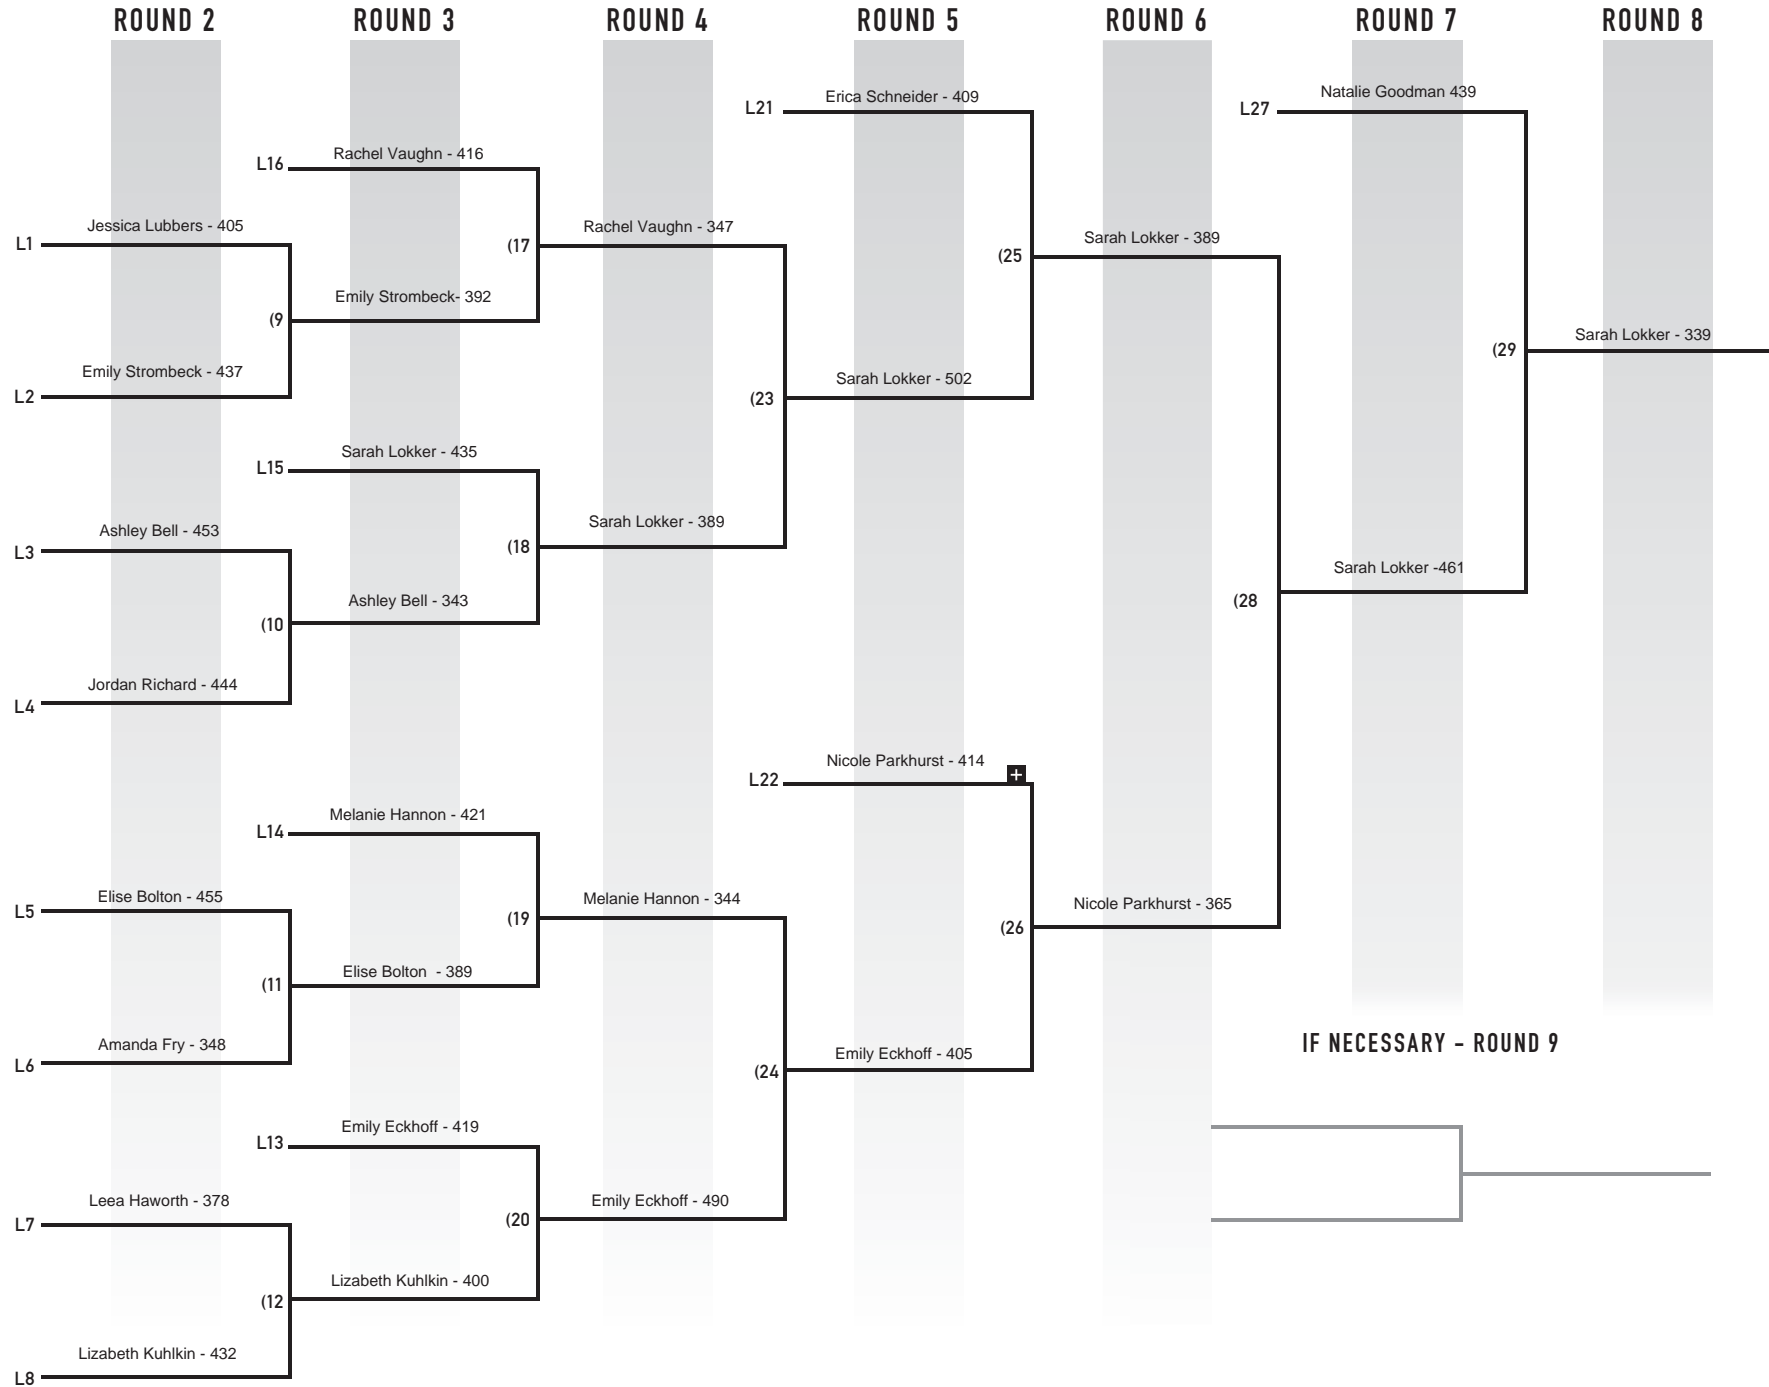 ROUND 2 ROUND 3 ROUND 4 ROUND 5 ROUND 6 ROUND 7 ROUND 8
L21 Erica Schneider - 409
L27 Natalie Goodman 439
L16 Rachel Vaughn - 416
L1 Jessica Lubbers - 405
(17 Rachel Vaughn - 347
(25 Sarah Lokker - 389
(9 Emily Strombeck- 392
(29 Sarah Lokker - 339
L2 Emily Strombeck - 437
(23 Sarah Lokker - 502
L15 Sarah Lokker - 435
L3 Ashley Bell - 453
(18 Sarah Lokker - 389
(28 Sarah Lokker -461
(10 Ashley Bell - 343
L4 Jordan Richard - 444
L22 Nicole Parkhurst - 414 +
L14 Melanie Hannon - 421
L5 Elise Bolton - 455
(19 Melanie Hannon - 344
(26 Nicole Parkhurst - 365
(11 Elise Bolton - 389
L6 Amanda Fry - 348
(24 Emily Eckhoff - 405
IF NECESSARY - ROUND 9
L13 Emily Eckhoff - 419
L7 Leea Haworth - 378
(20 Emily Eckhoff - 490
(12 Lizabeth Kuhlkin - 400
L8 Lizabeth Kuhlkin - 432